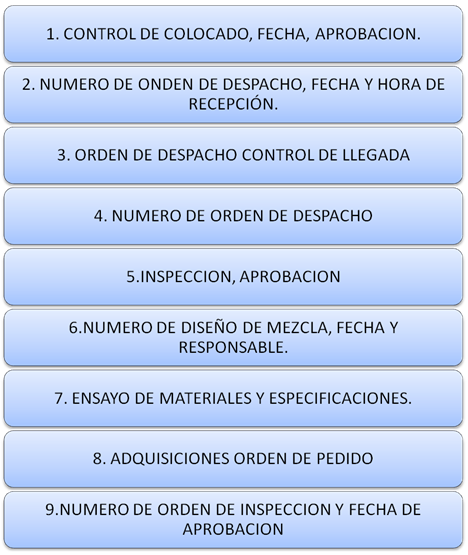 1. CONTROL DE COLOCADO, FECHA, APROBACION.
2. NUMERO DE ONDEN DE DESPACHO, FECHA Y HORA DE
RECEPCIÓN.
3. ORDEN DE DESPACHO CONTROL DE LLEGADA
4. NUMERO DE ORDEN DE DESPACHO
5.INSPECCION, APROBACION
6.NUMERO DE DISEÑO DE MEZCLA, FECHA Y
RESPONSABLE.
7. ENSAYO DE MATERIALES Y ESPECIFICACIONES.
8. ADQUISICIONES ORDEN DE PEDIDO
9.NUMERO DE ORDEN DE INSPECCION Y FECHA DE
APROBACION